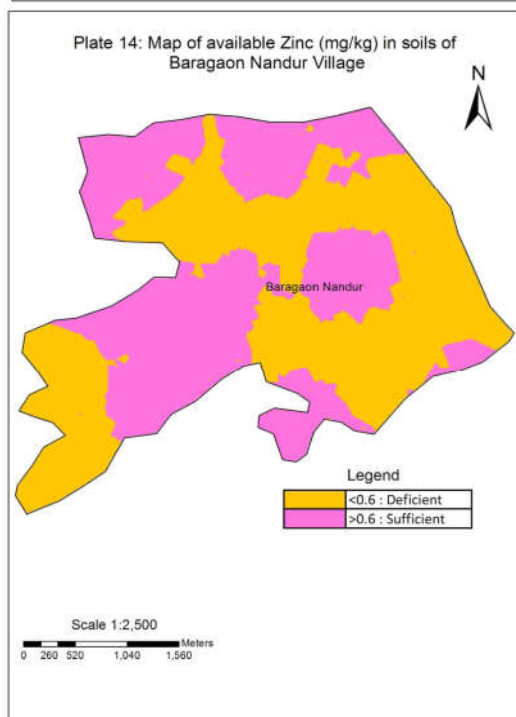 Plate 14: Map of available Zinc (mg/kg) in soils of
Baragaon Nandur Village
N
Baragaon Nandur
Legend
<0.6 : Deficient
>0.6 : Sufficient
Scale 1:2,500
Meters
0 260 520 1,040 1,560